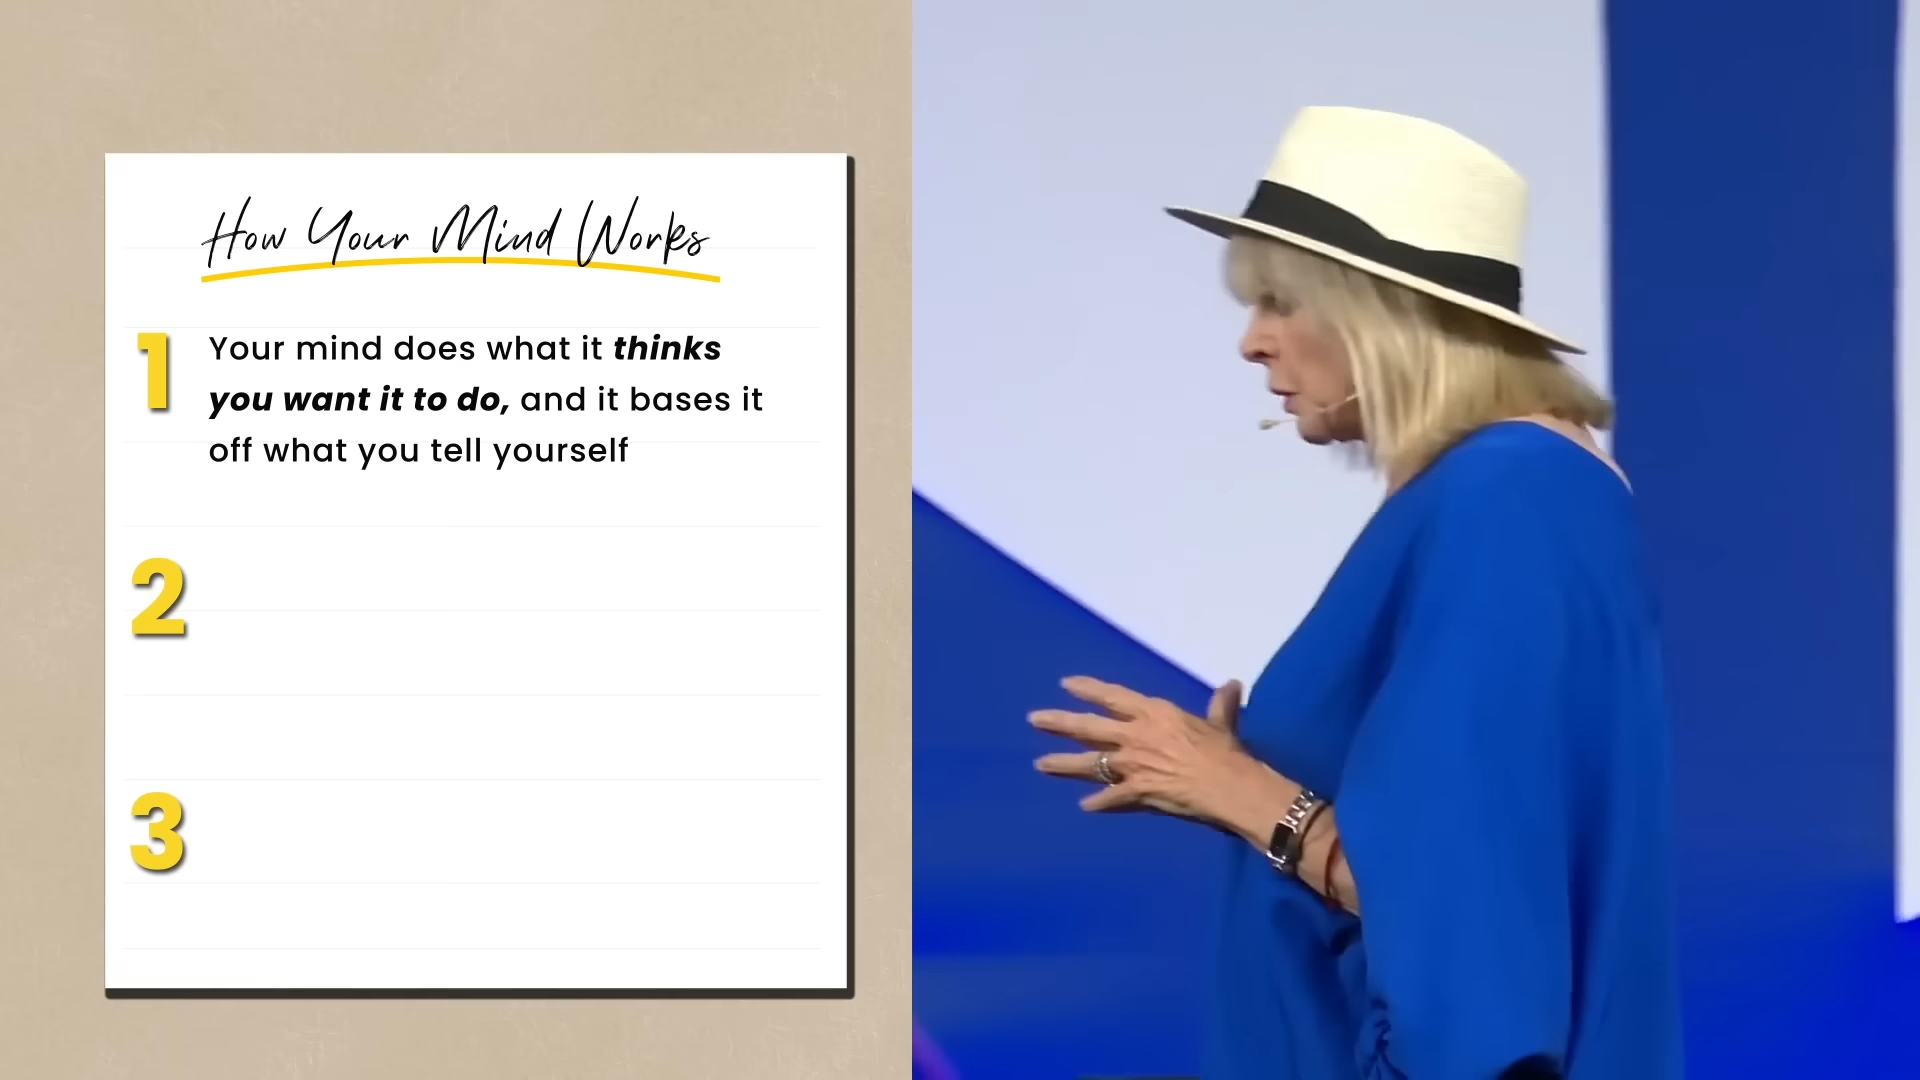 How Your Mind Works
1
Your mind does what it thinks
you want it to do, and it bases it
off what you tell yourself
2
3